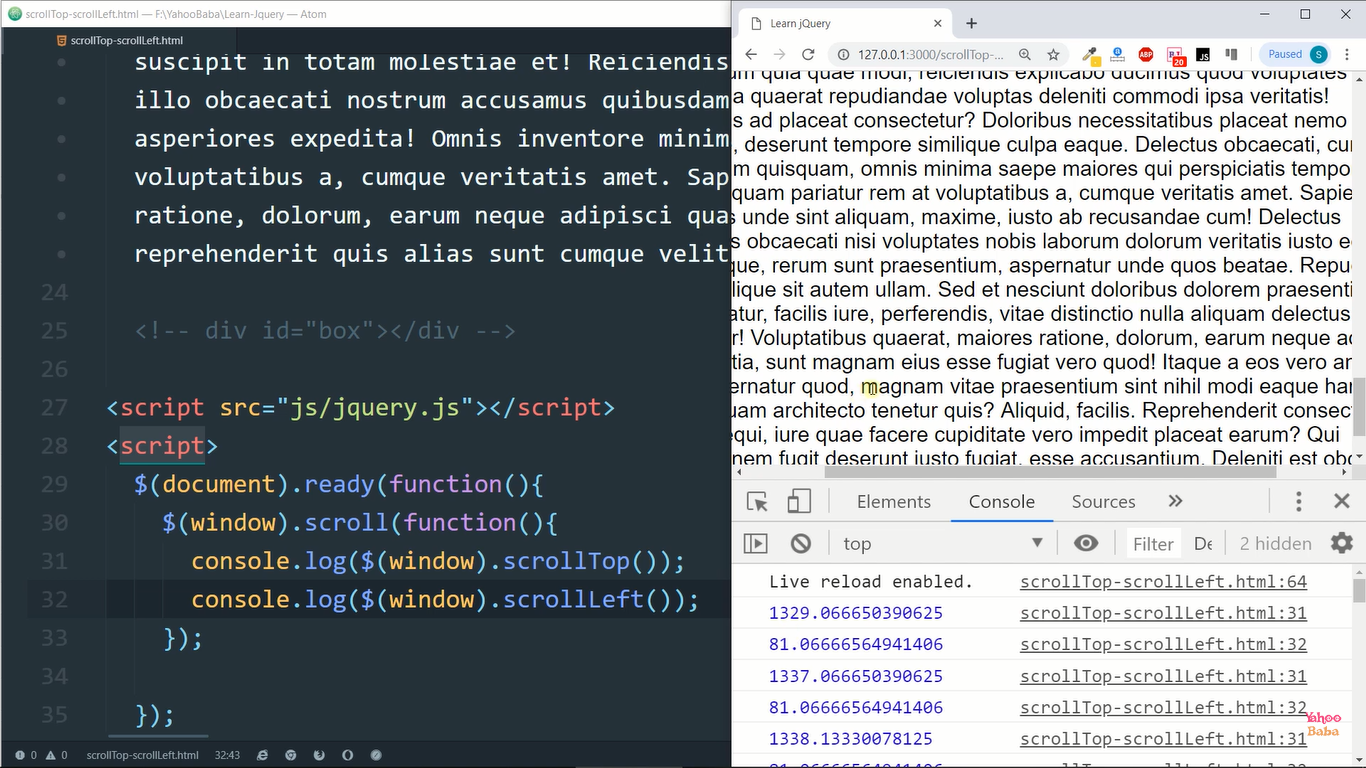 scrollTop-scrollLeft.html — F:\YahooBaba\Learn-Jquery — Atom
scrollTop-scrollLeft.html
suscipit in totam molestiae et! Reiciendis
illo obcaecati nostrum accusamus quibusdam
asperiores expedita! Omnis inventore minim
voluptatibus a, cumque veritatis amet. Sap
ratione, dolorum, earum neque adipisci qua
reprehenderit quis alias sunt cumque velit
24
25 <!-- div id="box"></div -->
26
27 <script src="js/jquery.js"></script>
28 <script>
29 $(document).ready(function(){
30 $(window).scroll(function(){
31 console.log($(window).scrollTop());
32 console.log($(window).scrollLeft());
33 });
34
35 });
0 0 scrollTop-scrollLeft.html 32:43
Learn jQuery
127.0.0.1:3000/scrollTop-... ABP 20 JS Paused S
um quia quae modi, reiciendis explicabo ducimus quod voluptates
a quaerat repudiandae voluptas deleniti commodi ipsa veritatis!
s ad placeat consectetur? Doloribus necessitatibus placeat nemo
, deserunt tempore similique culpa eaque. Delectus obcaecati, cu
m quisquam, omnis minima saepe maiores qui perspiciatis tempo
quam pariatur rem at voluptatibus a, cumque veritatis amet. Sapie
s unde sint aliquam, maxime, iusto ab recusandae cum! Delectus
s obcaecati nisi voluptates nobis laborum dolorum veritatis iusto e
que, rerum sunt praesentium, aspernatur unde quos beatae. Repu
lique sit autem ullam. Sed et nesciunt doloribus dolorem praesenti
atur, facilis iure, perferendis, vitae distinctio nulla aliquam delectus
r! Voluptatibus quaerat, maiores ratione, dolorum, earum neque ad
tia, sunt magnam eius esse fugiat vero quod! Itaque a eos vero a
ernatur quod, magnam vitae praesentium sint nihil modi eaque ha
uam architecto tenetur quis? Aliquid, facilis. Reprehenderit consec
equi, iure quae facere cupiditate vero impedit placeat earum? Qui
nem fugit deserunt iusto fugiat, esse accusantium. Deleniti est obc
Elements Console Sources »
top Filter De 2 hidden
Live reload enabled. scrollTop-scrollLeft.html:64
1329.066650390625 scrollTop-scrollLeft.html:31
81.06666564941406 scrollTop-scrollLeft.html:32
1337.066650390625 scrollTop-scrollLeft.html:31
81.06666564941406 scrollTop-scrollLeft.html:32
1338.13330078125 scrollTop-scrollLeft.html:31
81.06666564941406 scrollTop-scrollLeft.html:32
Yahoo
Baba